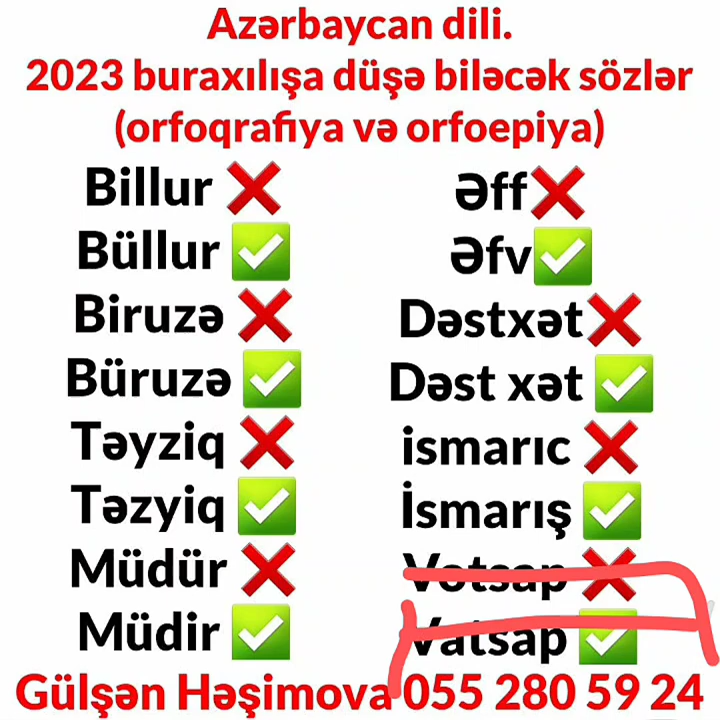 Azərbaycan dili.
2023 buraxılışa düşə biləcək sözlər
(orfoqrafiya və orfoepiya)
Billur ❌
Büllur ✅
Biruzə ❌
Büruzə ✅
Təyziq ❌
Təzyiq ✅
Müdür ❌
Müdir ✅
Əff❌
Əfv✅
Dəstxət❌
Dəst xət ✅
ismarıc ❌
İsmarış ✅
Votsap ❌
Vatsap ✅
Gülşən Həşimova 055 280 59 24